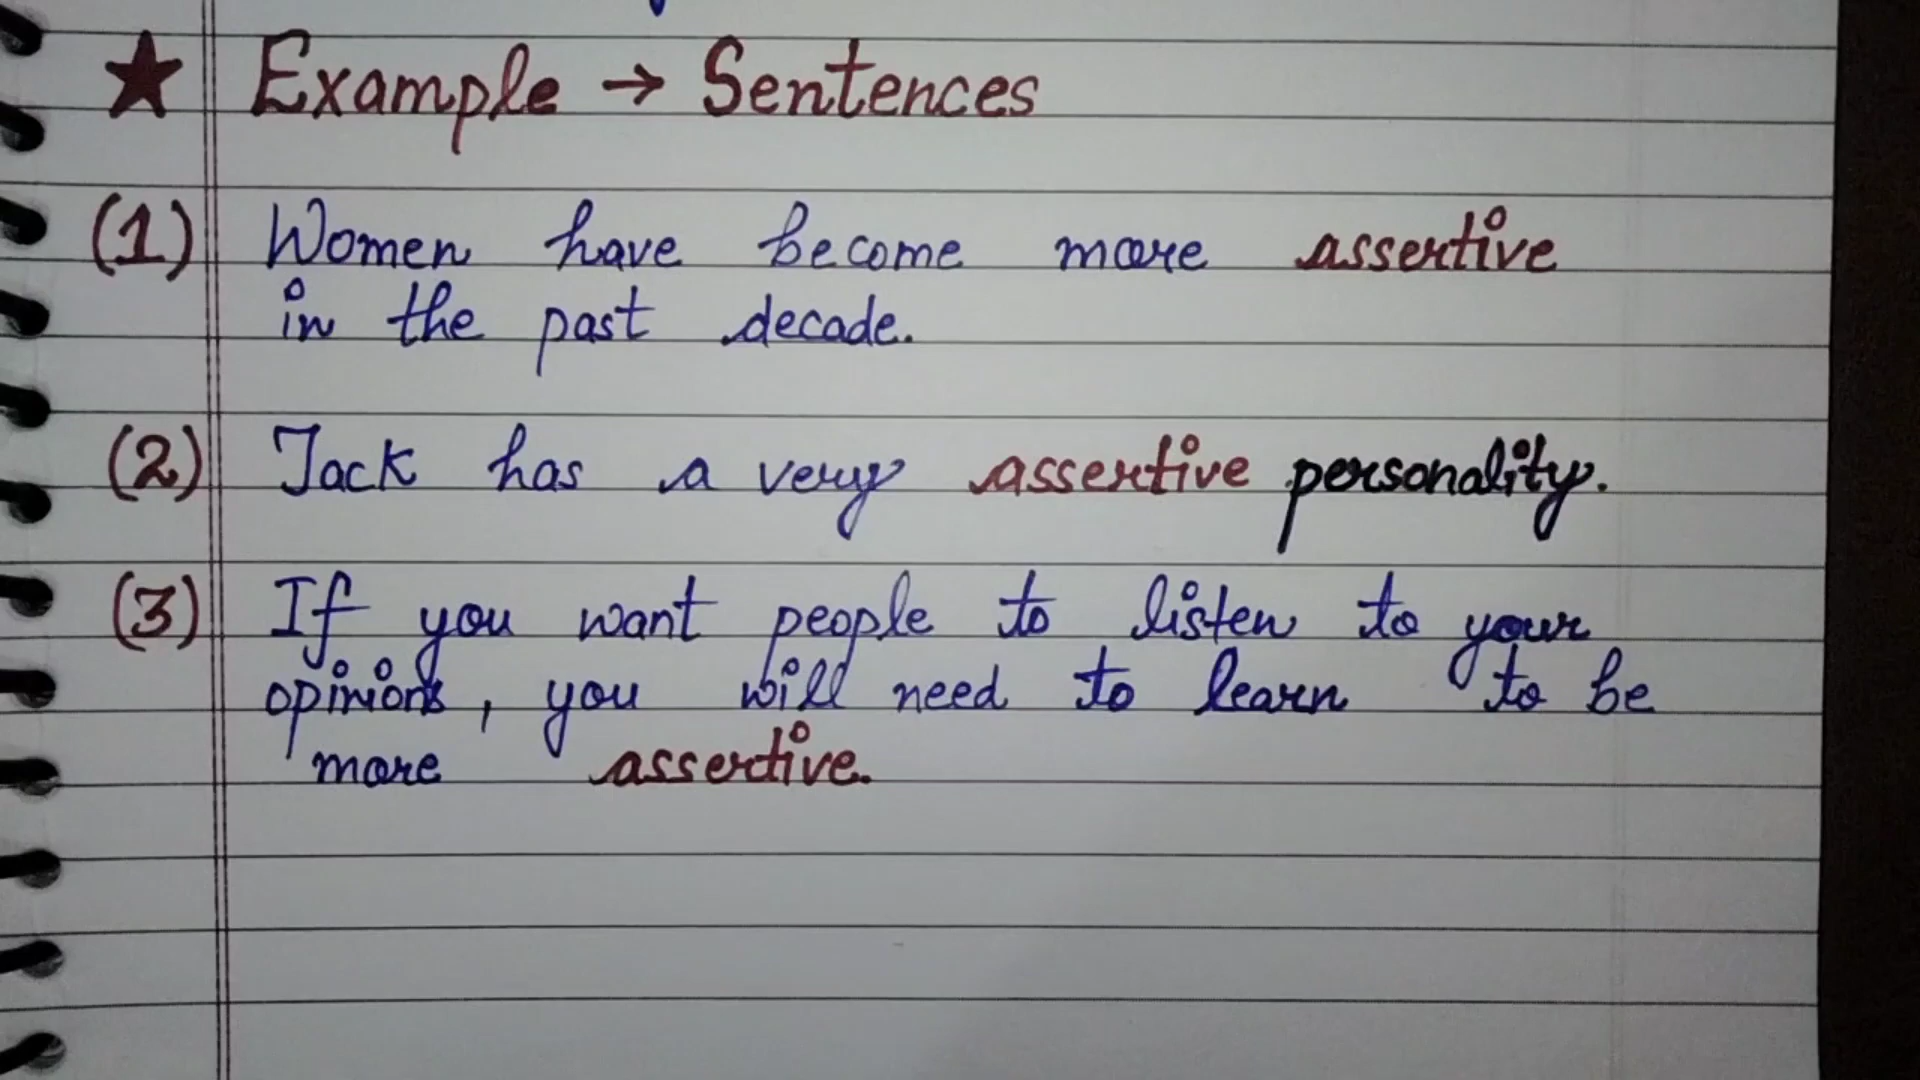 ★ Example → Sentences
(1) Women have become more assertive
in the past decade.
(2) Jack has a very assertive personality.
(3) If you want people to listen to your
opinions, you will need to learn to be
more assertive.